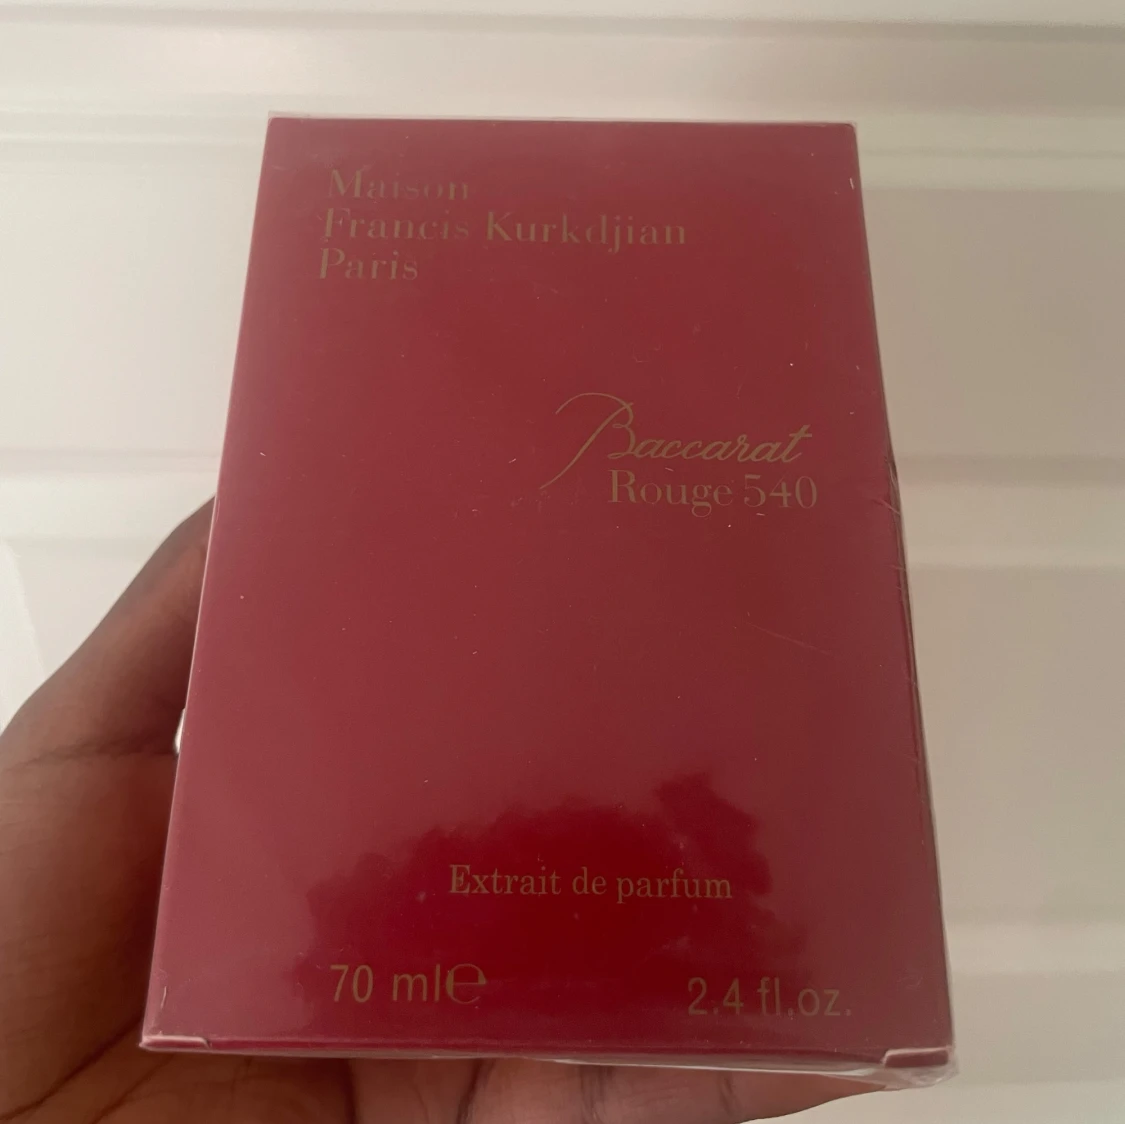 Maison
Francis Kurkdjian
Paris
Baccarat
Rouge 540
Extrait de parfum
70 ml℮ 2.4 fl.oz.